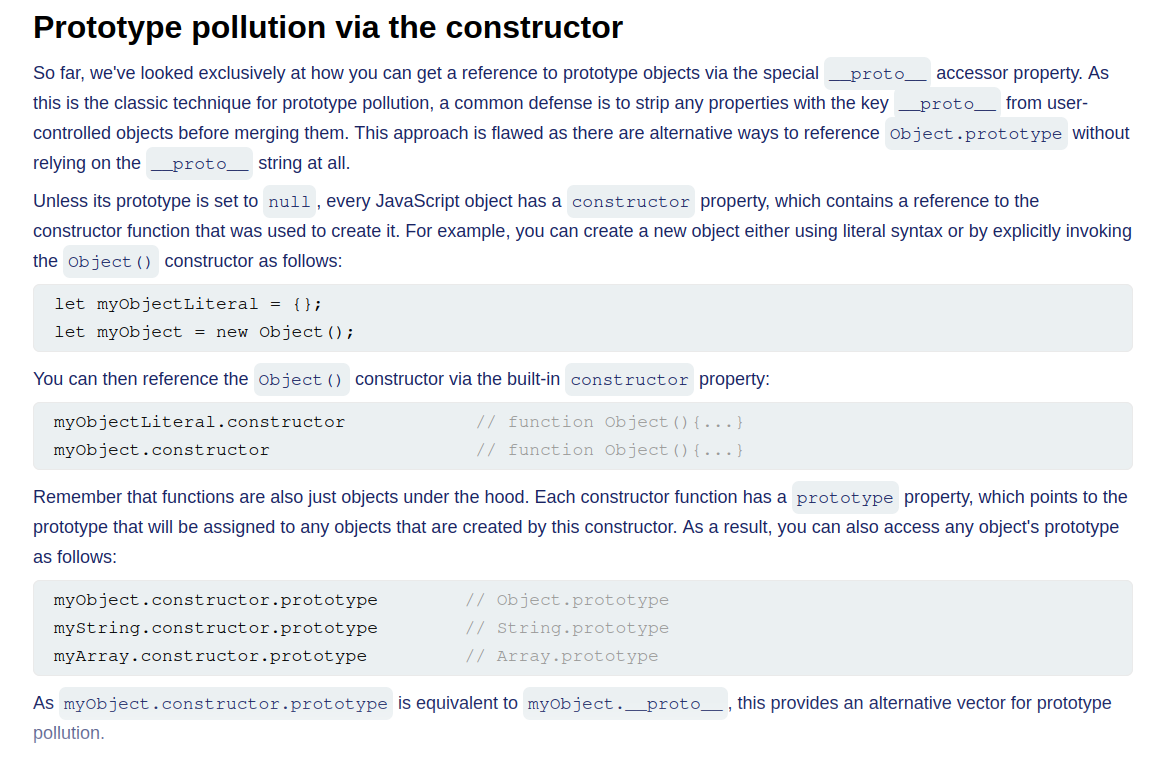 Prototype pollution via the constructor
So far, we've looked exclusively at how you can get a reference to prototype objects via the special __proto__ accessor property. As
this is the classic technique for prototype pollution, a common defense is to strip any properties with the key __proto__ from user-
controlled objects before merging them. This approach is flawed as there are alternative ways to reference Object.prototype without
relying on the __proto__ string at all.
Unless its prototype is set to null, every JavaScript object has a constructor property, which contains a reference to the
constructor function that was used to create it. For example, you can create a new object either using literal syntax or by explicitly invoking
the Object() constructor as follows:
let myObjectLiteral = {};
let myObject = new Object();
You can then reference the Object() constructor via the built-in constructor property:
myObjectLiteral.constructor // function Object(){...}
myObject.constructor // function Object(){...}
Remember that functions are also just objects under the hood. Each constructor function has a prototype property, which points to the
prototype that will be assigned to any objects that are created by this constructor. As a result, you can also access any object's prototype
as follows:
myObject.constructor.prototype // Object.prototype
myString.constructor.prototype // String.prototype
myArray.constructor.prototype // Array.prototype
As myObject.constructor.prototype is equivalent to myObject.__proto__, this provides an alternative vector for prototype
pollution.